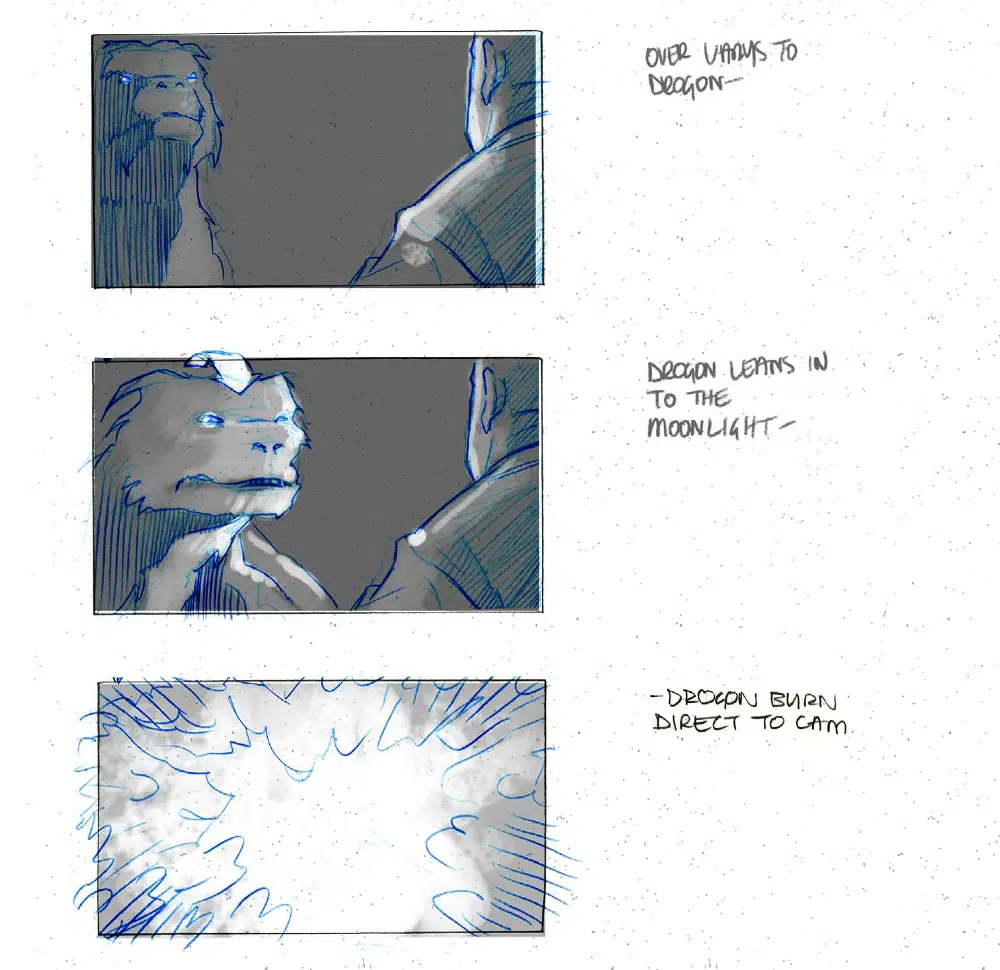 OVER VARYS TO
DROGON—
DROGON LEANS IN
TO THE
MOONLIGHT—
—DROGON BURN
DIRECT TO CAM.